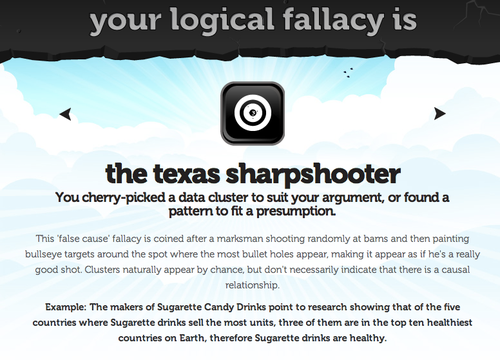 your logical fallacy is
the texas sharpshooter
You cherry-picked a data cluster to suit your argument, or found a
pattern to fit a presumption.
This 'false cause' fallacy is coined after a marksman shooting randomly at barns and then painting
bullseye targets around the spot where the most bullet holes appear, making it appear as if he's a really
good shot. Clusters naturally appear by chance, but don't necessarily indicate that there is a causal
relationship.
Example: The makers of Sugarette Candy Drinks point to research showing that of the five
countries where Sugarette drinks sell the most units, three of them are in the top ten healthiest
countries on Earth, therefore Sugarette drinks are healthy.